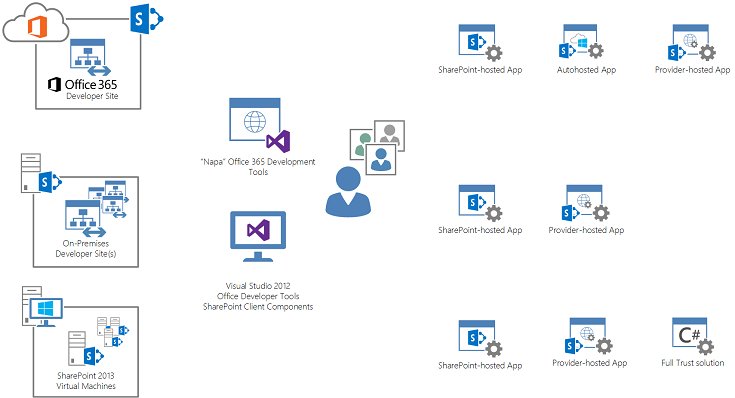 Office 365
Developer Site
SharePoint-hosted App
Autohosted App
Provider-hosted App
"Napa" Office 365 Development
Tools
On-Premises
Developer Site(s)
SharePoint-hosted App
Provider-hosted App
Visual Studio 2012
Office Developer Tools
SharePoint Client Components
SharePoint 2013
Virtual Machines
SharePoint-hosted App
Provider-hosted App
C#
Full Trust solution